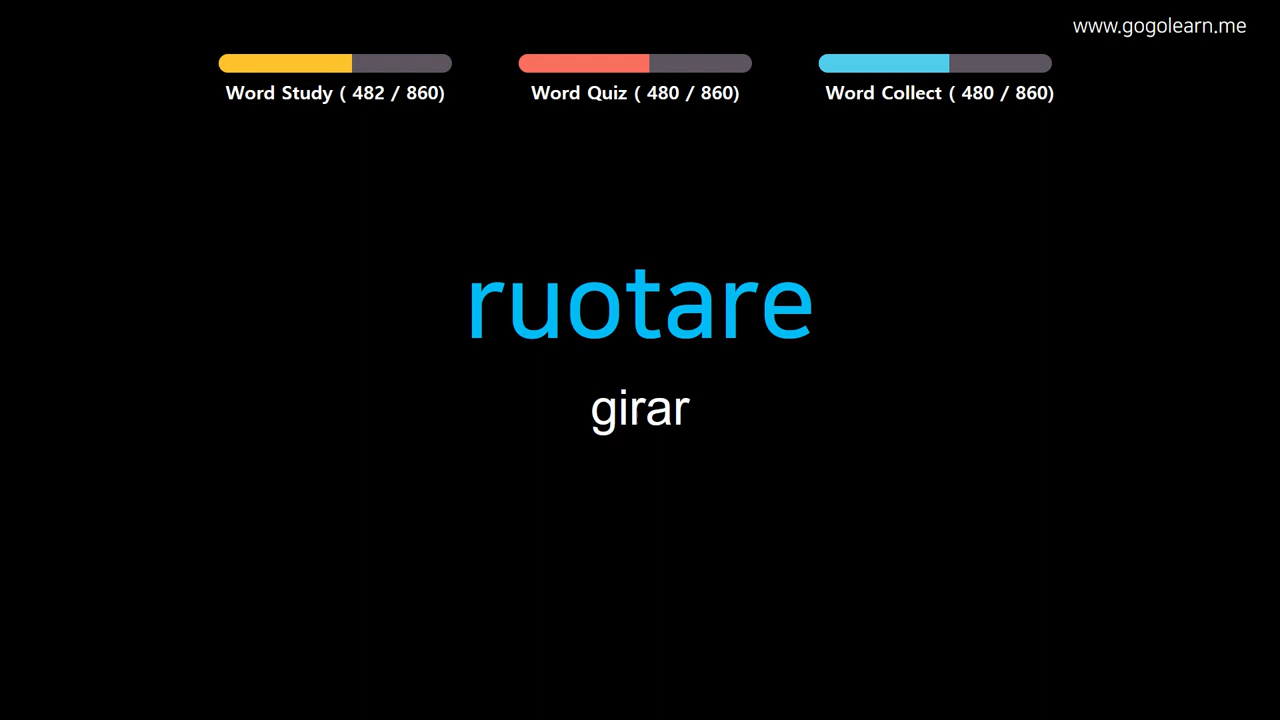 www.gogolearn.me
Word Study ( 482 / 860)
Word Quiz ( 480 / 860)
Word Collect ( 480 / 860)
ruotare
girar